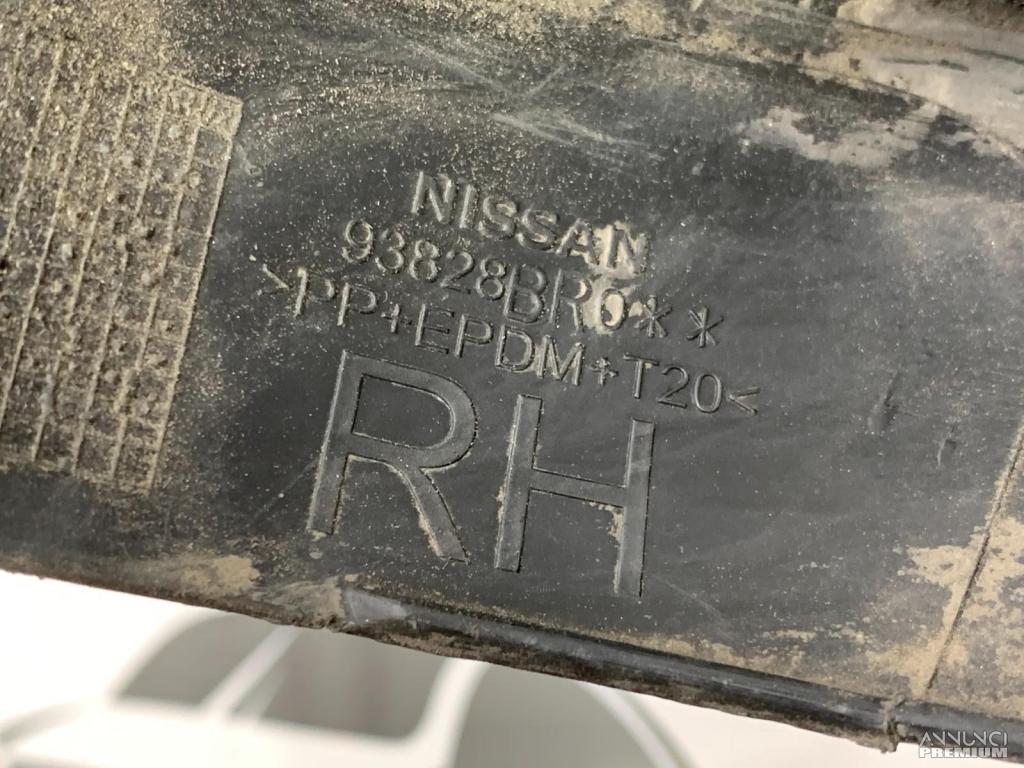 NISSAN
93828BR0**
>PP+EPDM+T20<
RH
ANNUNCI
PREMIUM